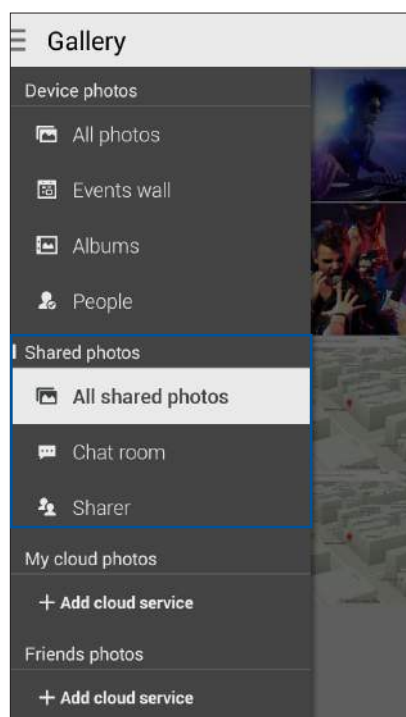 Gallery
Device photos
All photos
Events wall
Albums
People
Shared photos
All shared photos
Chat room
Sharer
My cloud photos
+ Add cloud service
Friends photos
+ Add cloud service